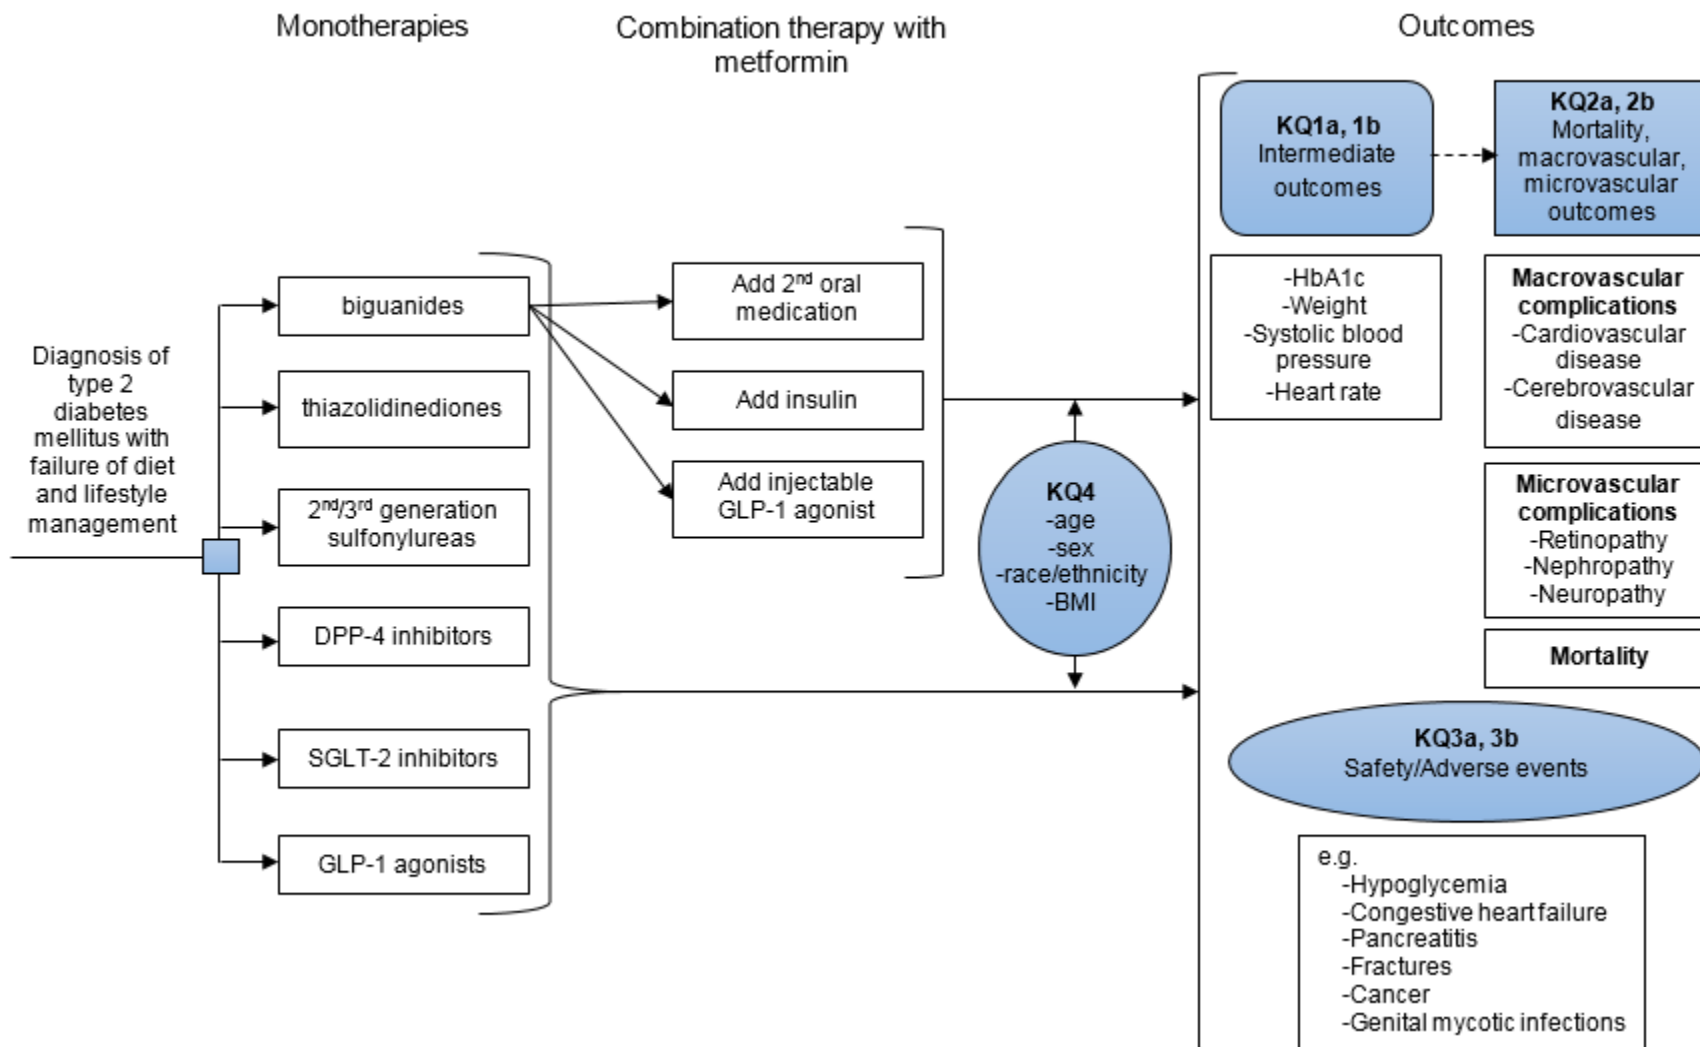 Monotherapies
Combination therapy with
metformin
Outcomes
Diagnosis of
type 2
diabetes
mellitus with
failure of diet
and lifestyle
management
biguanides
thiazolidinediones
2nd/3rd generation
sulfonylureas
DPP-4 inhibitors
SGLT-2 inhibitors
GLP-1 agonists
Add 2nd oral
medication
Add insulin
Add injectable
GLP-1 agonist
KQ4
-age
-sex
-race/ethnicity
-BMI
KQ1a, 1b
Intermediate
outcomes
KQ2a, 2b
Mortality,
macrovascular,
microvascular
outcomes
-HbA1c
-Weight
-Systolic blood
pressure
-Heart rate
Macrovascular
complications
-Cardiovascular
disease
-Cerebrovascular
disease
Microvascular
complications
-Retinopathy
-Nephropathy
-Neuropathy
Mortality
KQ3a, 3b
Safety/Adverse events
e.g.
-Hypoglycemia
-Congestive heart failure
-Pancreatitis
-Fractures
-Cancer
-Genital mycotic infections